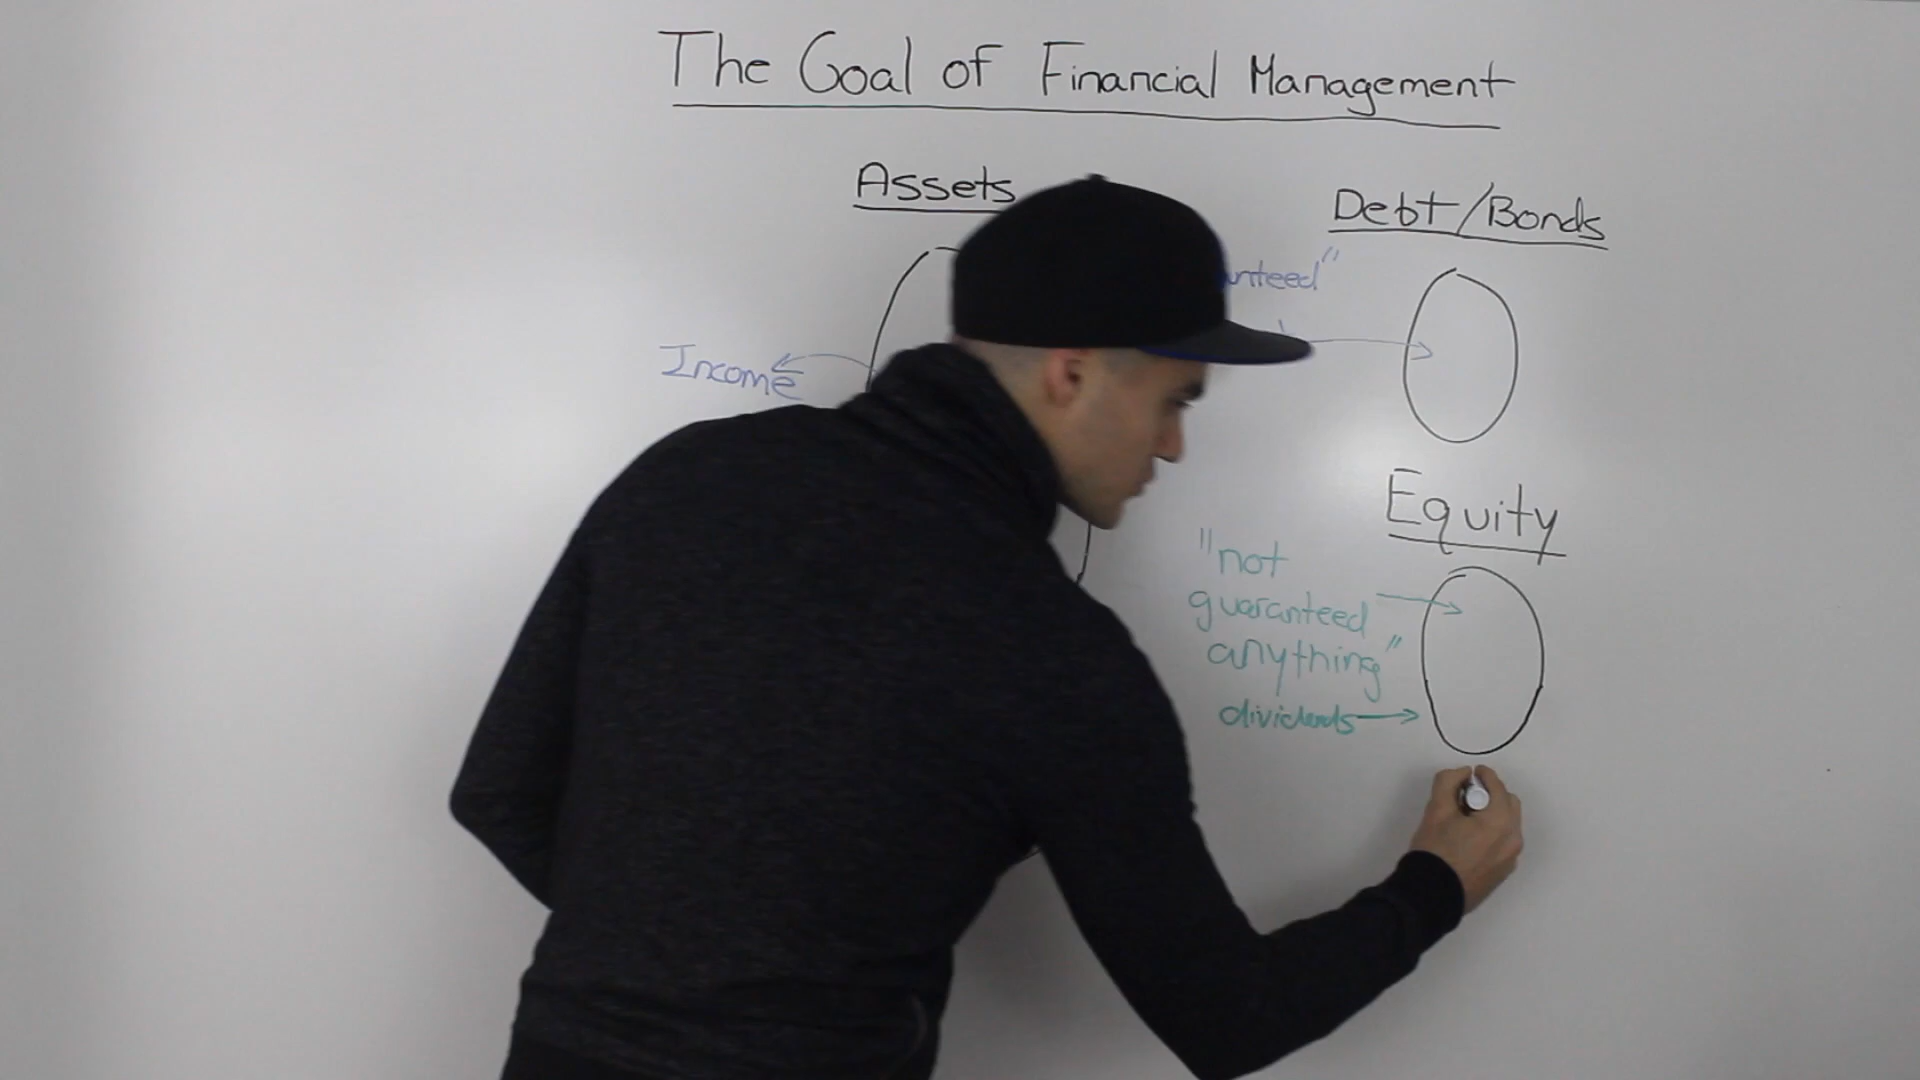 The Goal of Financial Management
Assets
Debt/Bonds
Income
Equity
"not
guaranteed
anything"
dividends